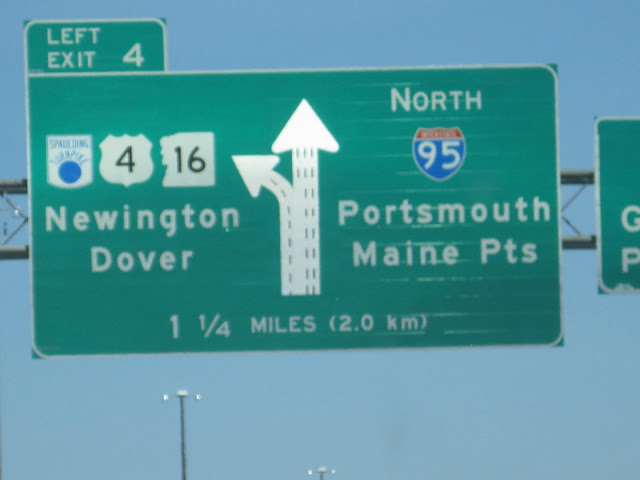 LEFT
EXIT 4
NORTH
SPAULDING
TURNPIKE
4
16
INTERSTATE
95
Newington
Dover
Portsmouth
Maine Pts
1 1/4 MILES (2.0 km)
G
P